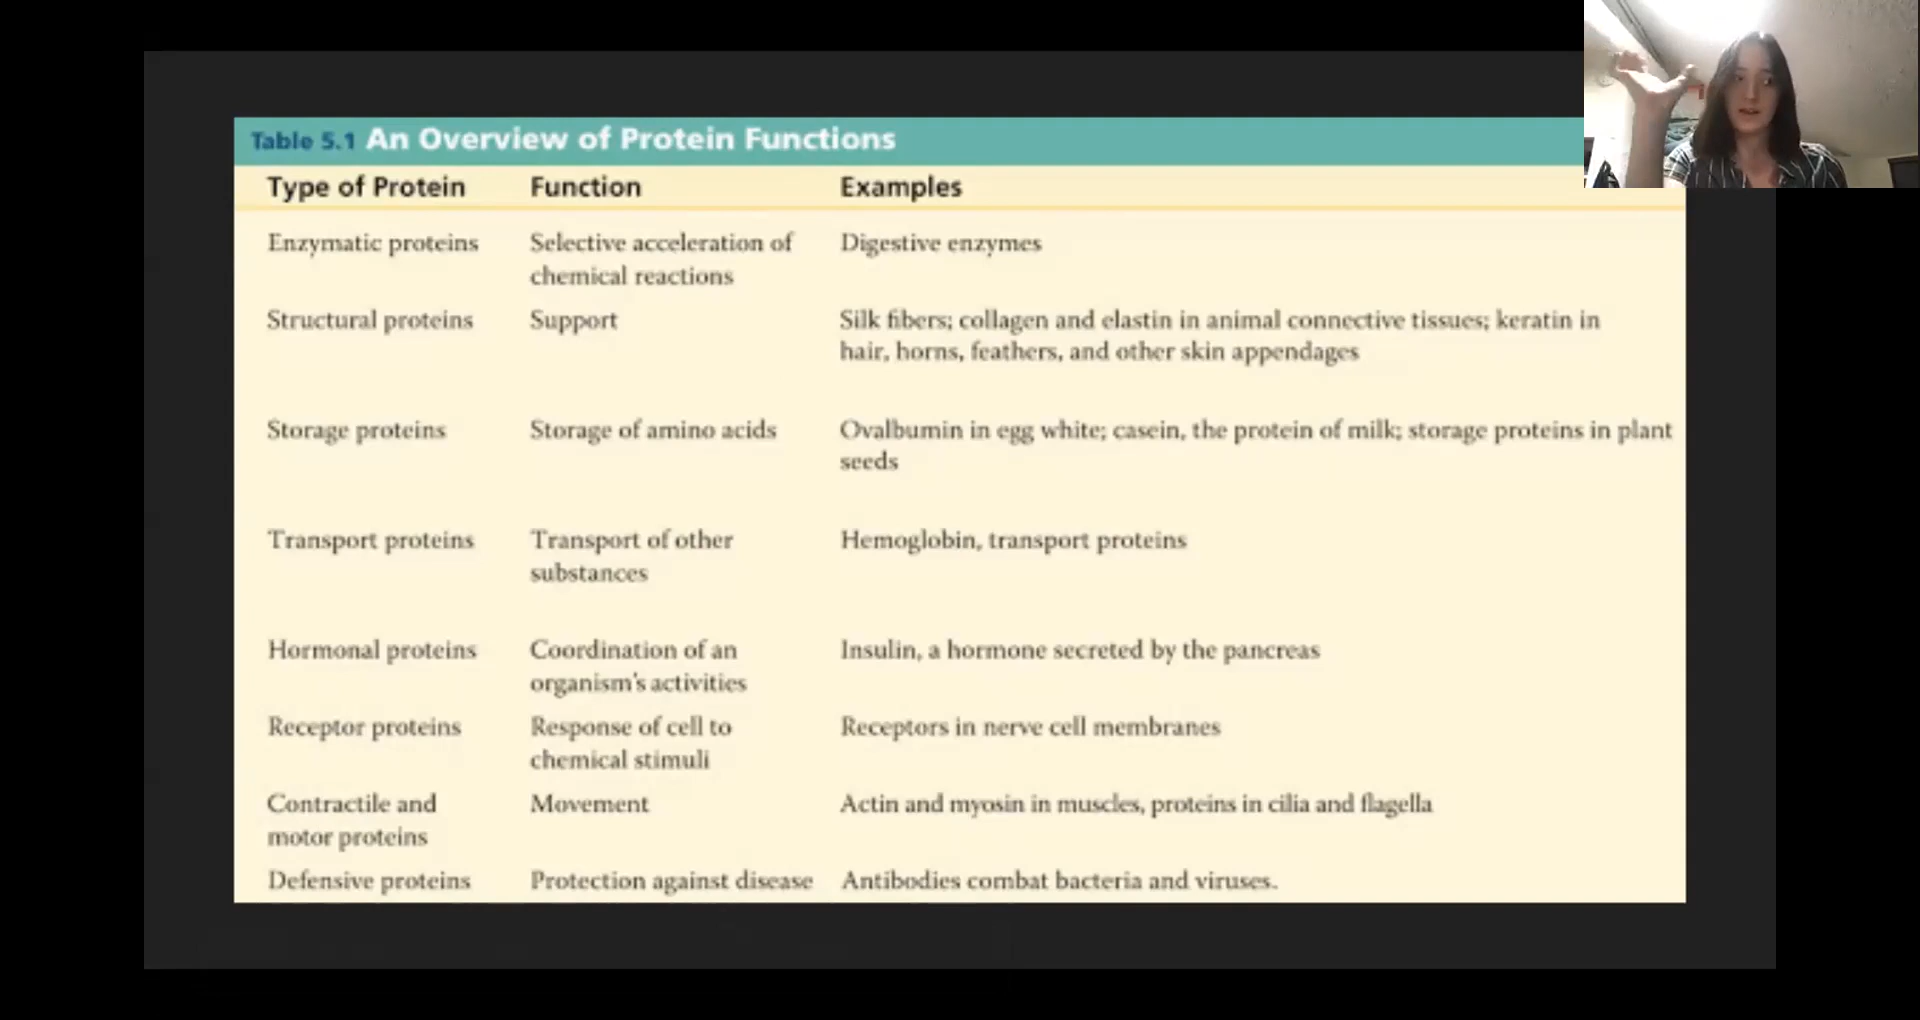 Table 5.1 An Overview of Protein Functions
Type of Protein Function Examples
Enzymatic proteins Selective acceleration of chemical reactions Digestive enzymes
Structural proteins Support Silk fibers; collagen and elastin in animal connective tissues; keratin in hair, horns, feathers, and other skin appendages
Storage proteins Storage of amino acids Ovalbumin in egg white; casein, the protein of milk; storage proteins in plant seeds
Transport proteins Transport of other substances Hemoglobin, transport proteins
Hormonal proteins Coordination of an organism's activities Insulin, a hormone secreted by the pancreas
Receptor proteins Response of cell to chemical stimuli Receptors in nerve cell membranes
Contractile and motor proteins Movement Actin and myosin in muscles, proteins in cilia and flagella
Defensive proteins Protection against disease Antibodies combat bacteria and viruses.